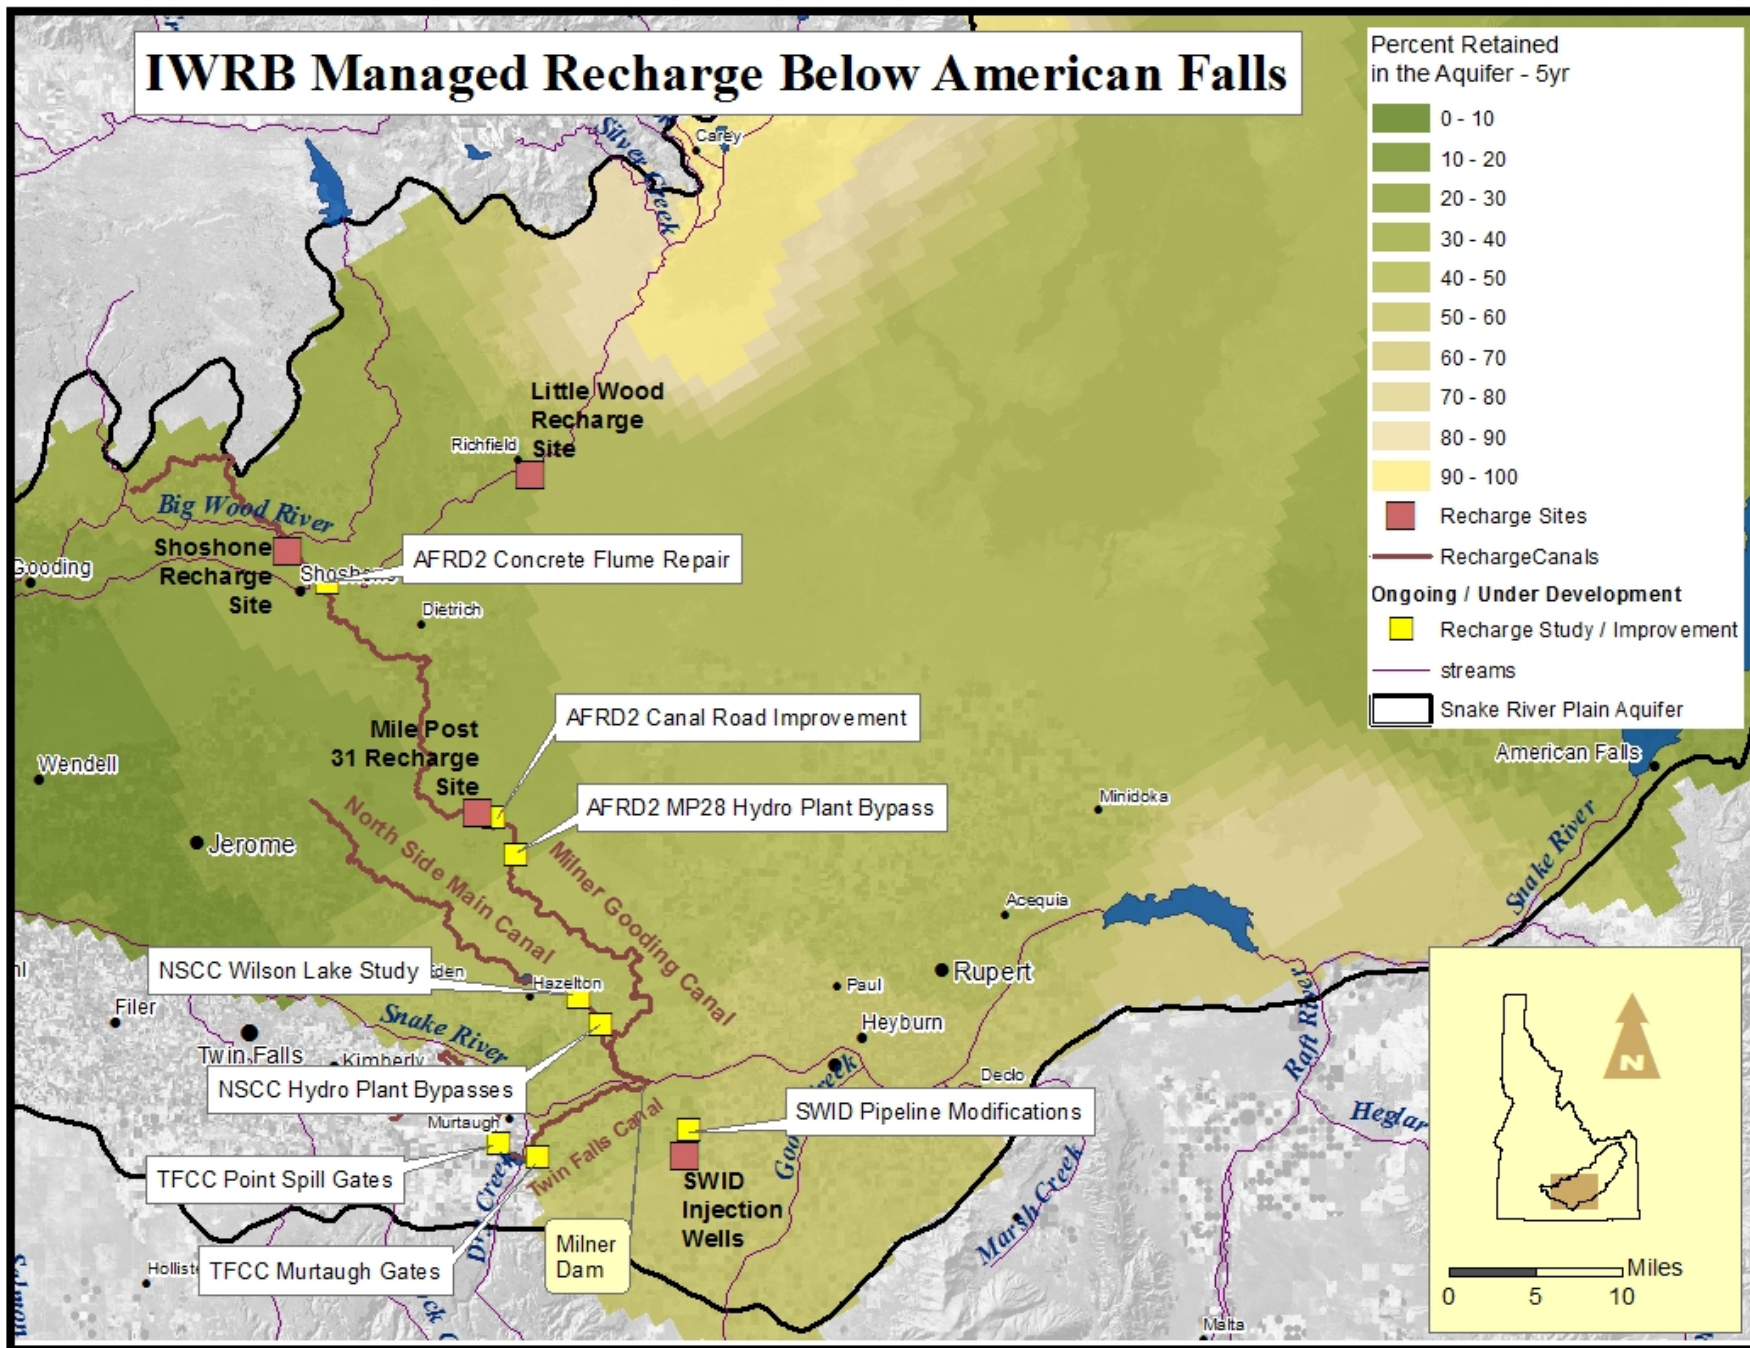 IWRB Managed Recharge Below American Falls
Percent Retained
in the Aquifer - 5yr
0 - 10
10 - 20
20 - 30
30 - 40
40 - 50
50 - 60
60 - 70
70 - 80
80 - 90
90 - 100
Recharge Sites
RechargeCanals
Ongoing / Under Development
Recharge Study / Improvement
streams
Snake River Plain Aquifer
Silver Creek
Carey
Little Wood
Recharge
Site
Richfield
Big Wood River
Shoshone
Recharge
Site
Gooding
AFRD2 Concrete Flume Repair
Dietrich
AFRD2 Canal Road Improvement
Mile Post
31 Recharge
Site
Wendell
American Falls
AFRD2 MP28 Hydro Plant Bypass
Minidoka
Jerome
North Side Main Canal
Milner Gooding Canal
Snake River
Acequia
NSCC Wilson Lake Study
Hazelton
Rupert
Paul
Filer
Snake River
Heyburn
Twin Falls
Kimberly
Raft River
NSCC Hydro Plant Bypasses
Declo
Murtaugh
Twin Falls Canal
SWID Pipeline Modifications
Heglar
TFCC Point Spill Gates
Creek
SWID
Injection
Wells
Marsh Creek
TFCC Murtaugh Gates
Milner
Dam
N
Miles
0 5 10
Malta